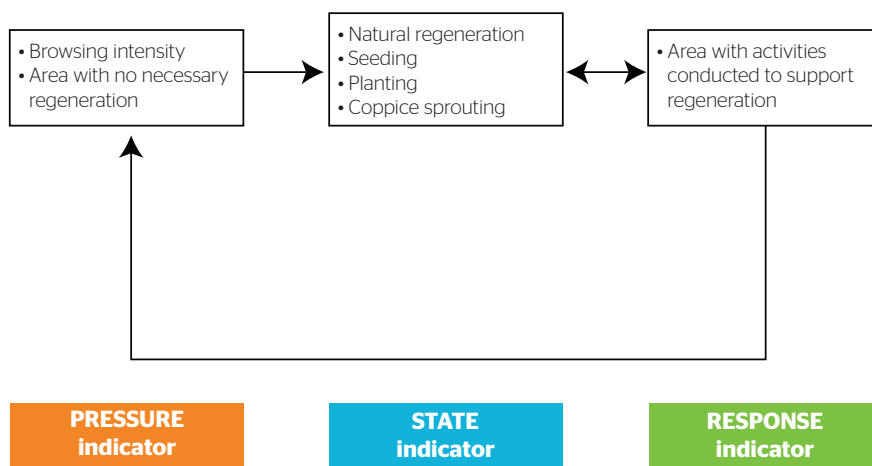 • Browsing intensity
• Area with no necessary
regeneration
• Natural regeneration
• Seeding
• Planting
• Coppice sprouting
• Area with activities
conducted to support
regeneration
PRESSURE
indicator
STATE
indicator
RESPONSE
indicator